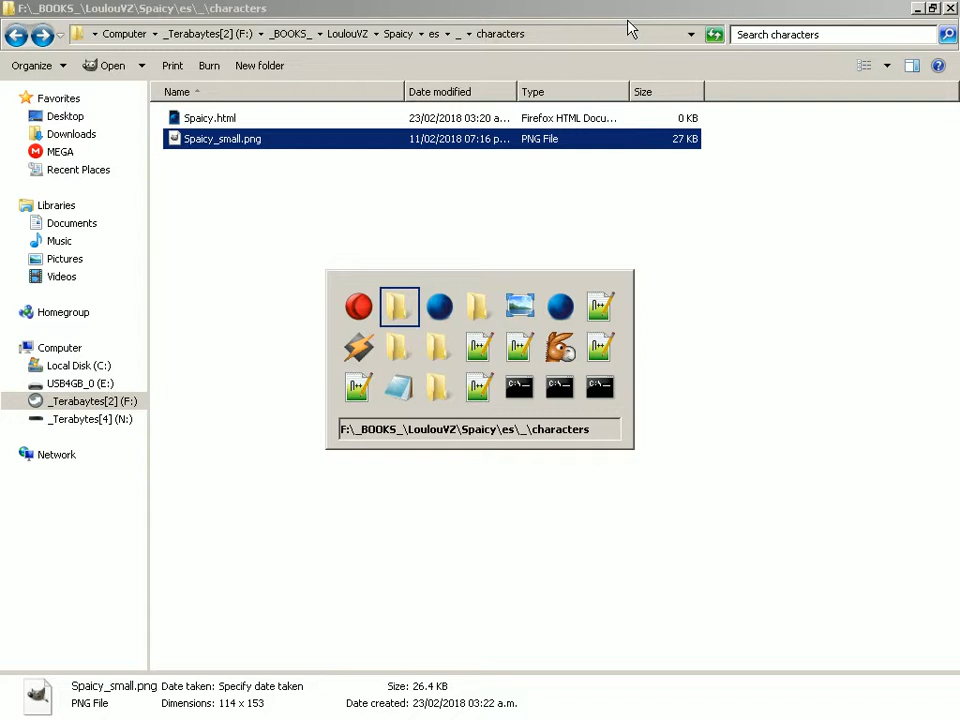 F:\_BOOKS_\LoulouVZ\Spaicy\es\_\characters
Computer _Terabaytes[2] (F:) _BOOKS_ LoulouVZ Spaicy es _ characters Search characters
Organize Open Print Burn New folder
Name Date modified Type Size
Favorites
Desktop
Downloads
MEGA
Recent Places
Libraries
Documents
Music
Pictures
Videos
Homegroup
Computer
Local Disk (C:)
USB4GB_0 (E:)
_Terabaytes[2] (F:)
_Terabytes[4] (N:)
Network
Spaicy.html 23/02/2018 03:20 a... Firefox HTML Docu... 0 KB
Spaicy_small.png 11/02/2018 07:16 p... PNG File 27 KB
F:\_BOOKS_\LoulouVZ\Spaicy\es\_\characters
Spaicy_small.png Date taken: Specify date taken Size: 26.4 KB
PNG File Dimensions: 114 x 153 Date created: 23/02/2018 03:22 a.m.